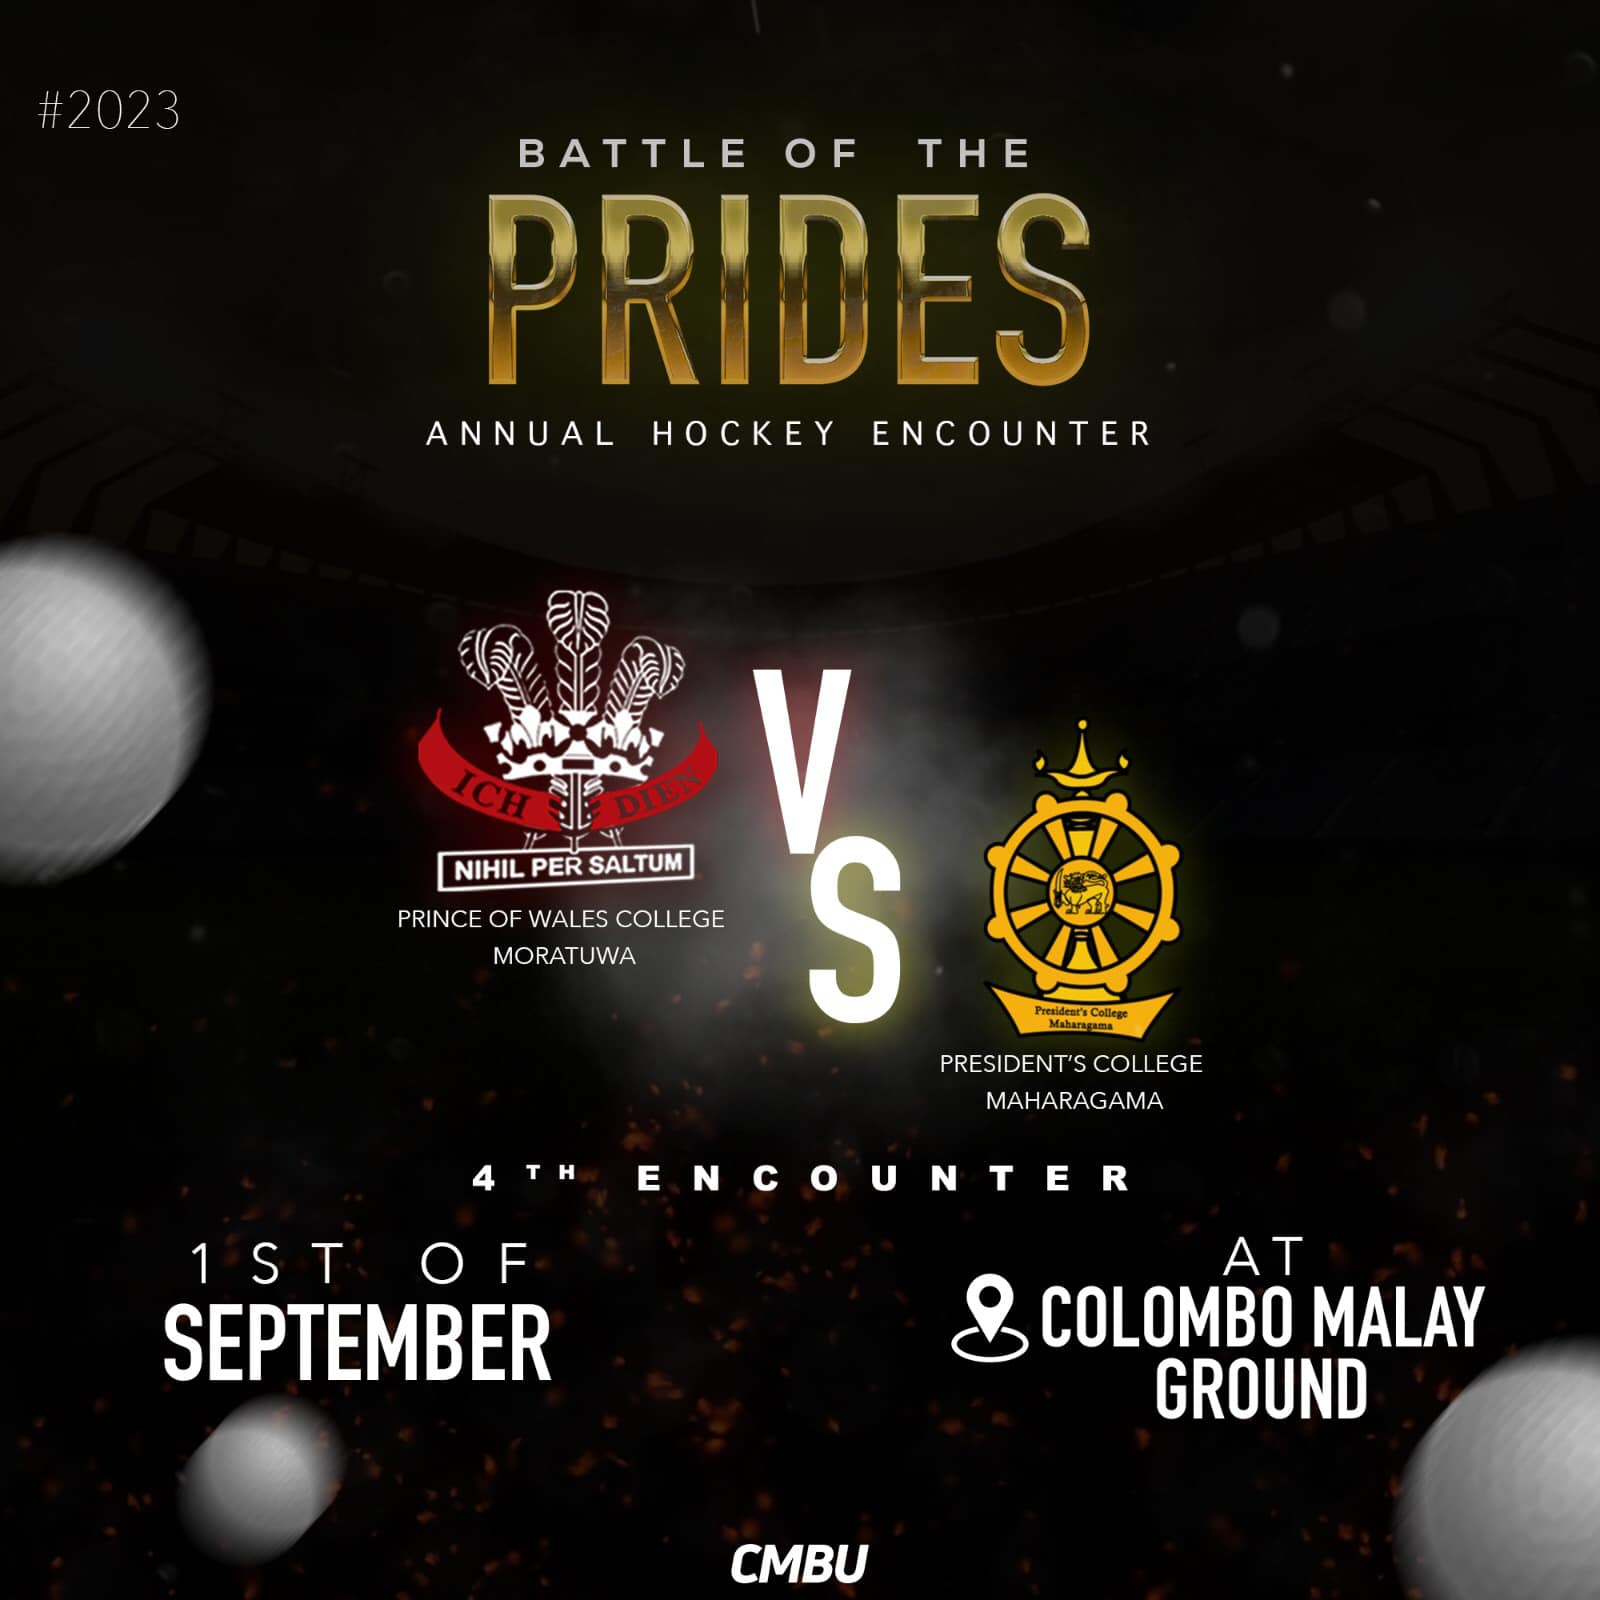 #2023
BATTLE OF THE
PRIDES
ANNUAL HOCKEY ENCOUNTER
ICH DIEN
NIHIL PER SALTUM
PRINCE OF WALES COLLEGE
MORATUWA
VS
President's College
Maharagama
PRESIDENT'S COLLEGE
MAHARAGAMA
4TH ENCOUNTER
1ST OF
SEPTEMBER
AT
COLOMBO MALAY
GROUND
CMBU